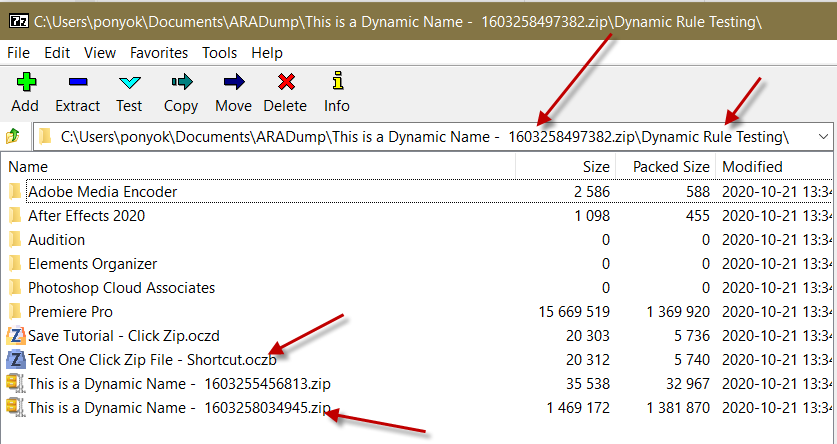 7z C:\Users\ponyok\Documents\ARADump\This is a Dynamic Name -  1603258497382.zip\Dynamic Rule Testing\
File Edit View Favorites Tools Help
Add Extract Test Copy Move Delete Info
C:\Users\ponyok\Documents\ARADump\This is a Dynamic Name -  1603258497382.zip\Dynamic Rule Testing\
Name Size Packed Size Modified
Adobe Media Encoder 2 586 588 2020-10-21 13:34
After Effects 2020 1 098 455 2020-10-21 13:34
Audition 0 0 2020-10-21 13:34
Elements Organizer 0 0 2020-10-21 13:34
Photoshop Cloud Associates 0 0 2020-10-21 13:34
Premiere Pro 15 669 519 1 369 920 2020-10-21 13:34
Save Tutorial - Click Zip.oczd 20 303 5 736 2020-10-21 13:34
Test One Click Zip File - Shortcut.oczb 20 312 5 740 2020-10-21 13:34
This is a Dynamic Name -  1603255456813.zip 35 538 32 967 2020-10-21 13:34
This is a Dynamic Name -  1603258034945.zip 1 469 172 1 381 870 2020-10-21 13:34